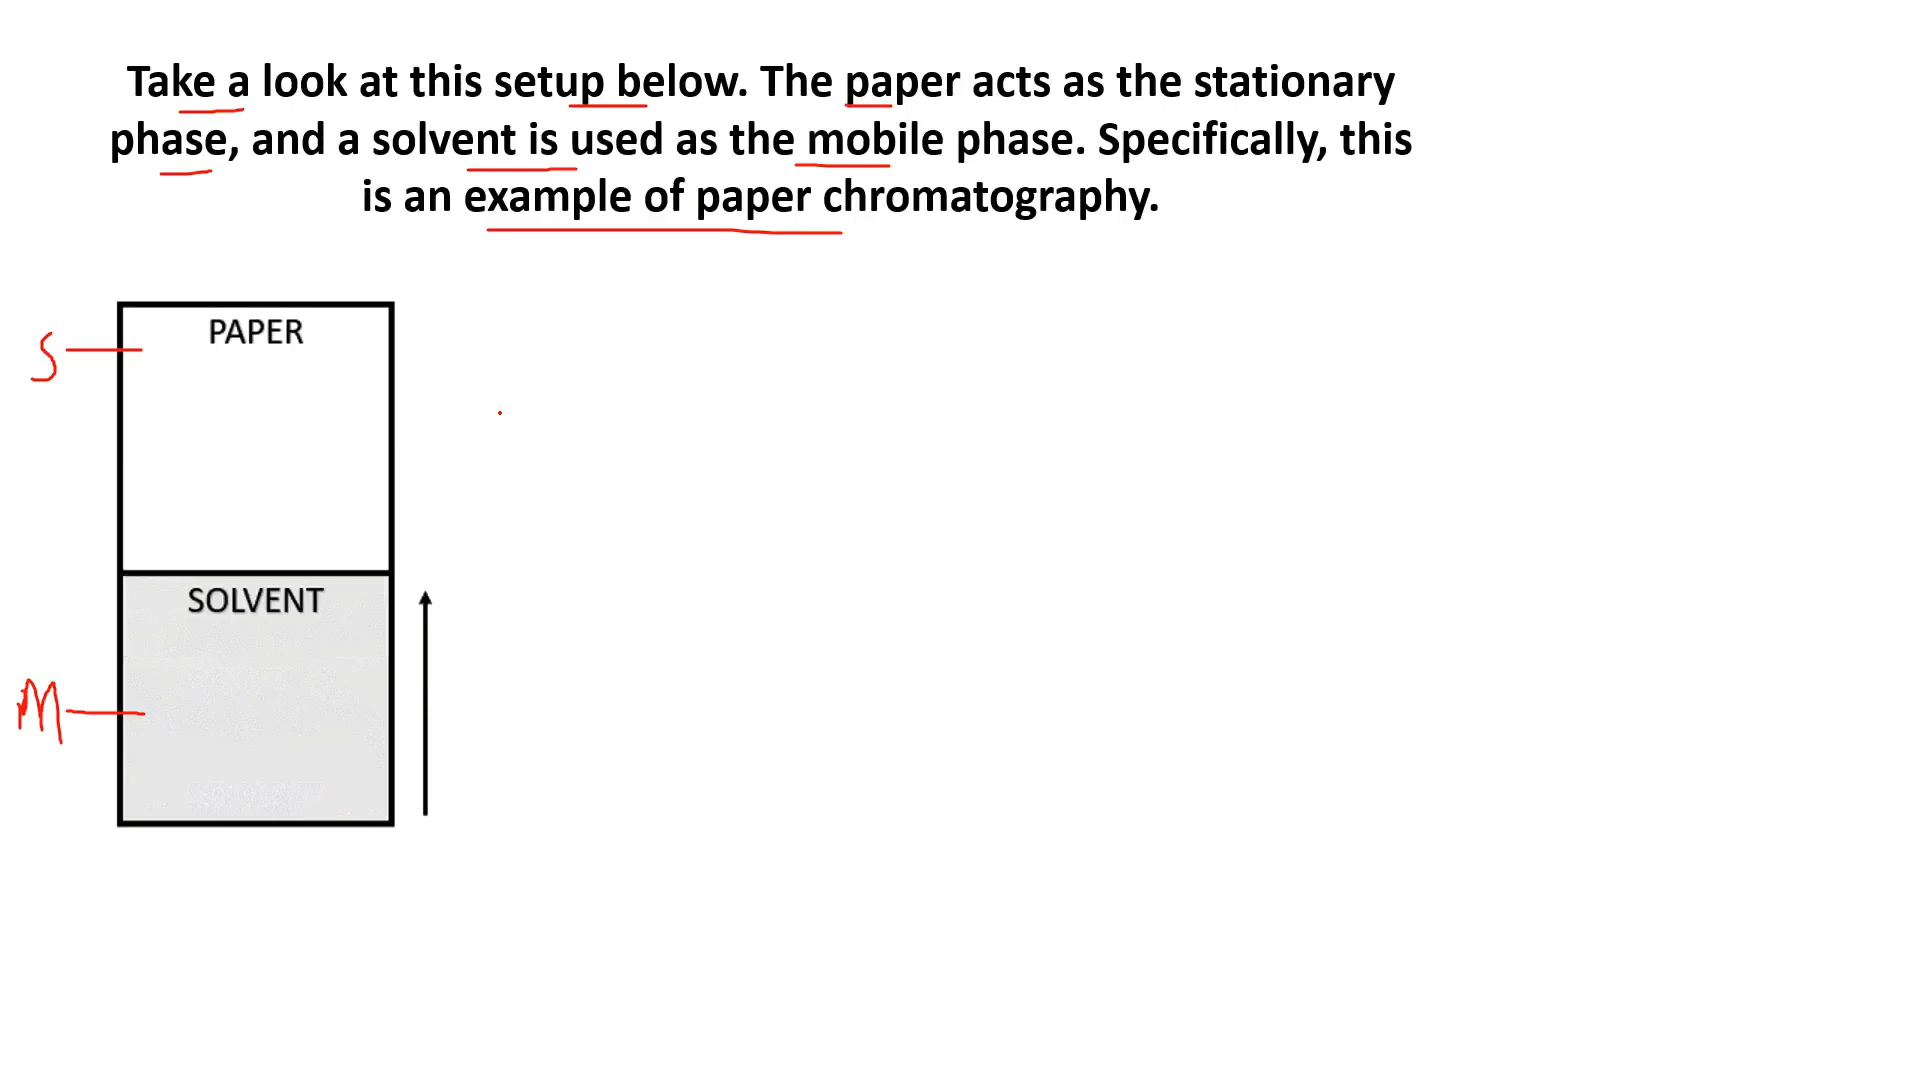 Take a look at this setup below. The paper acts as the stationary
phase, and a solvent is used as the mobile phase. Specifically, this
is an example of paper chromatography.
PAPER
S
SOLVENT
M